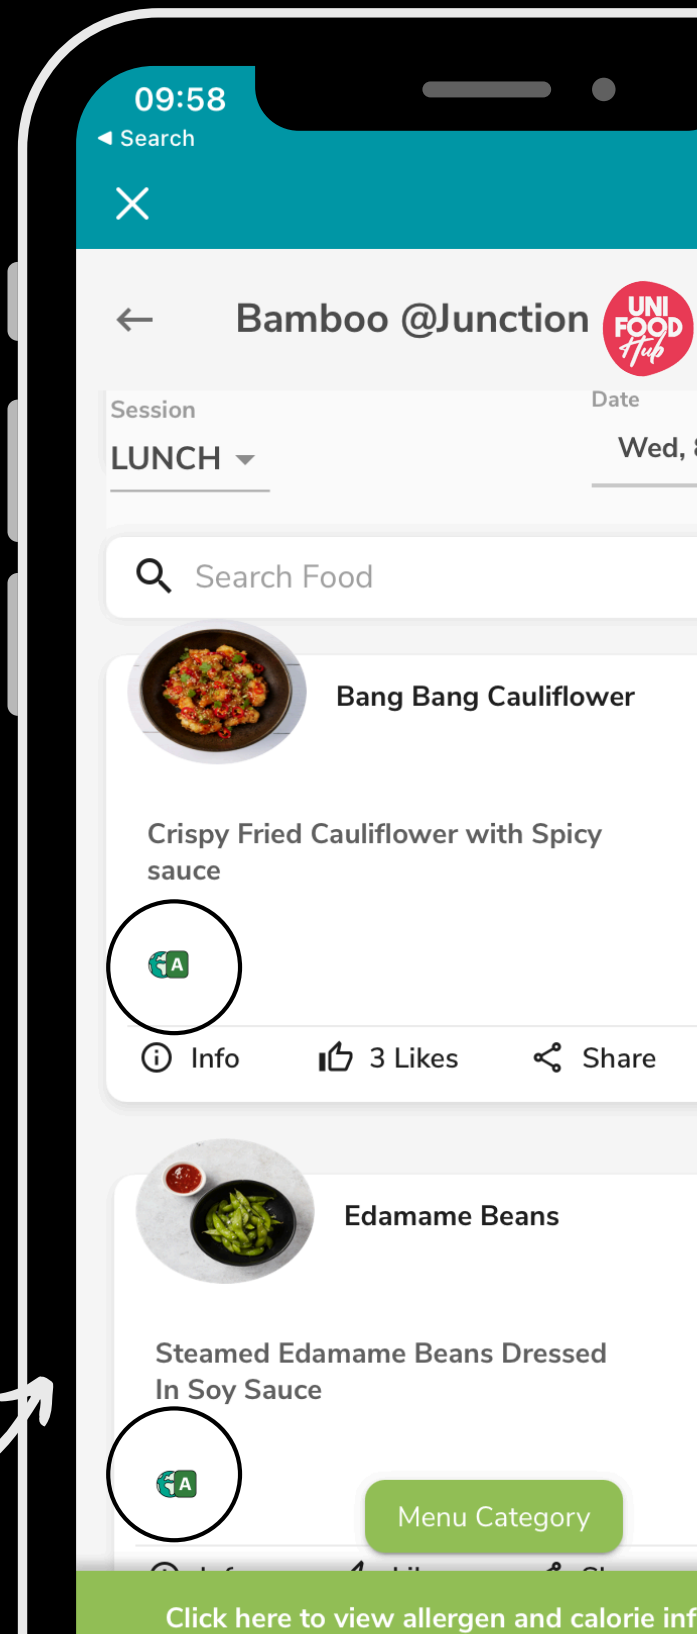 09:58
Search
Bamboo @Junction
UNI
FOOD
Hub
Session
Date
LUNCH
Wed,
Search Food
Bang Bang Cauliflower
Crispy Fried Cauliflower with Spicy
sauce
A
Info
3 Likes
Share
Edamame Beans
Steamed Edamame Beans Dressed
In Soy Sauce
A
Menu Category
Click here to view allergen and calorie inf